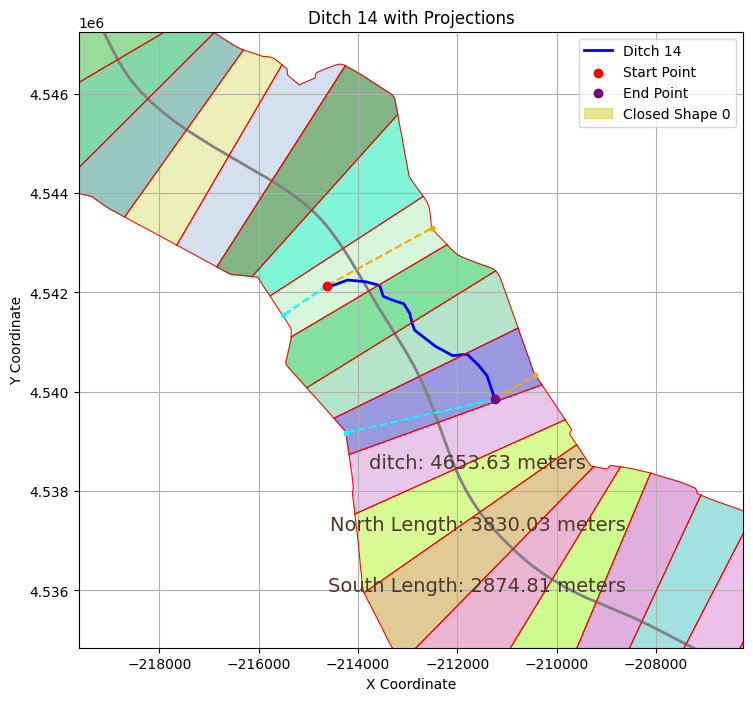 Ditch 14 with Projections
1e6
Ditch 14
Start Point
End Point
Closed Shape 0
4.546
4.544
4.542
4.540
4.538
4.536
Y Coordinate
ditch: 4653.63 meters
North Length: 3830.03 meters
South Length: 2874.81 meters
−218000
−216000
−214000
−212000
−210000
−208000
X Coordinate